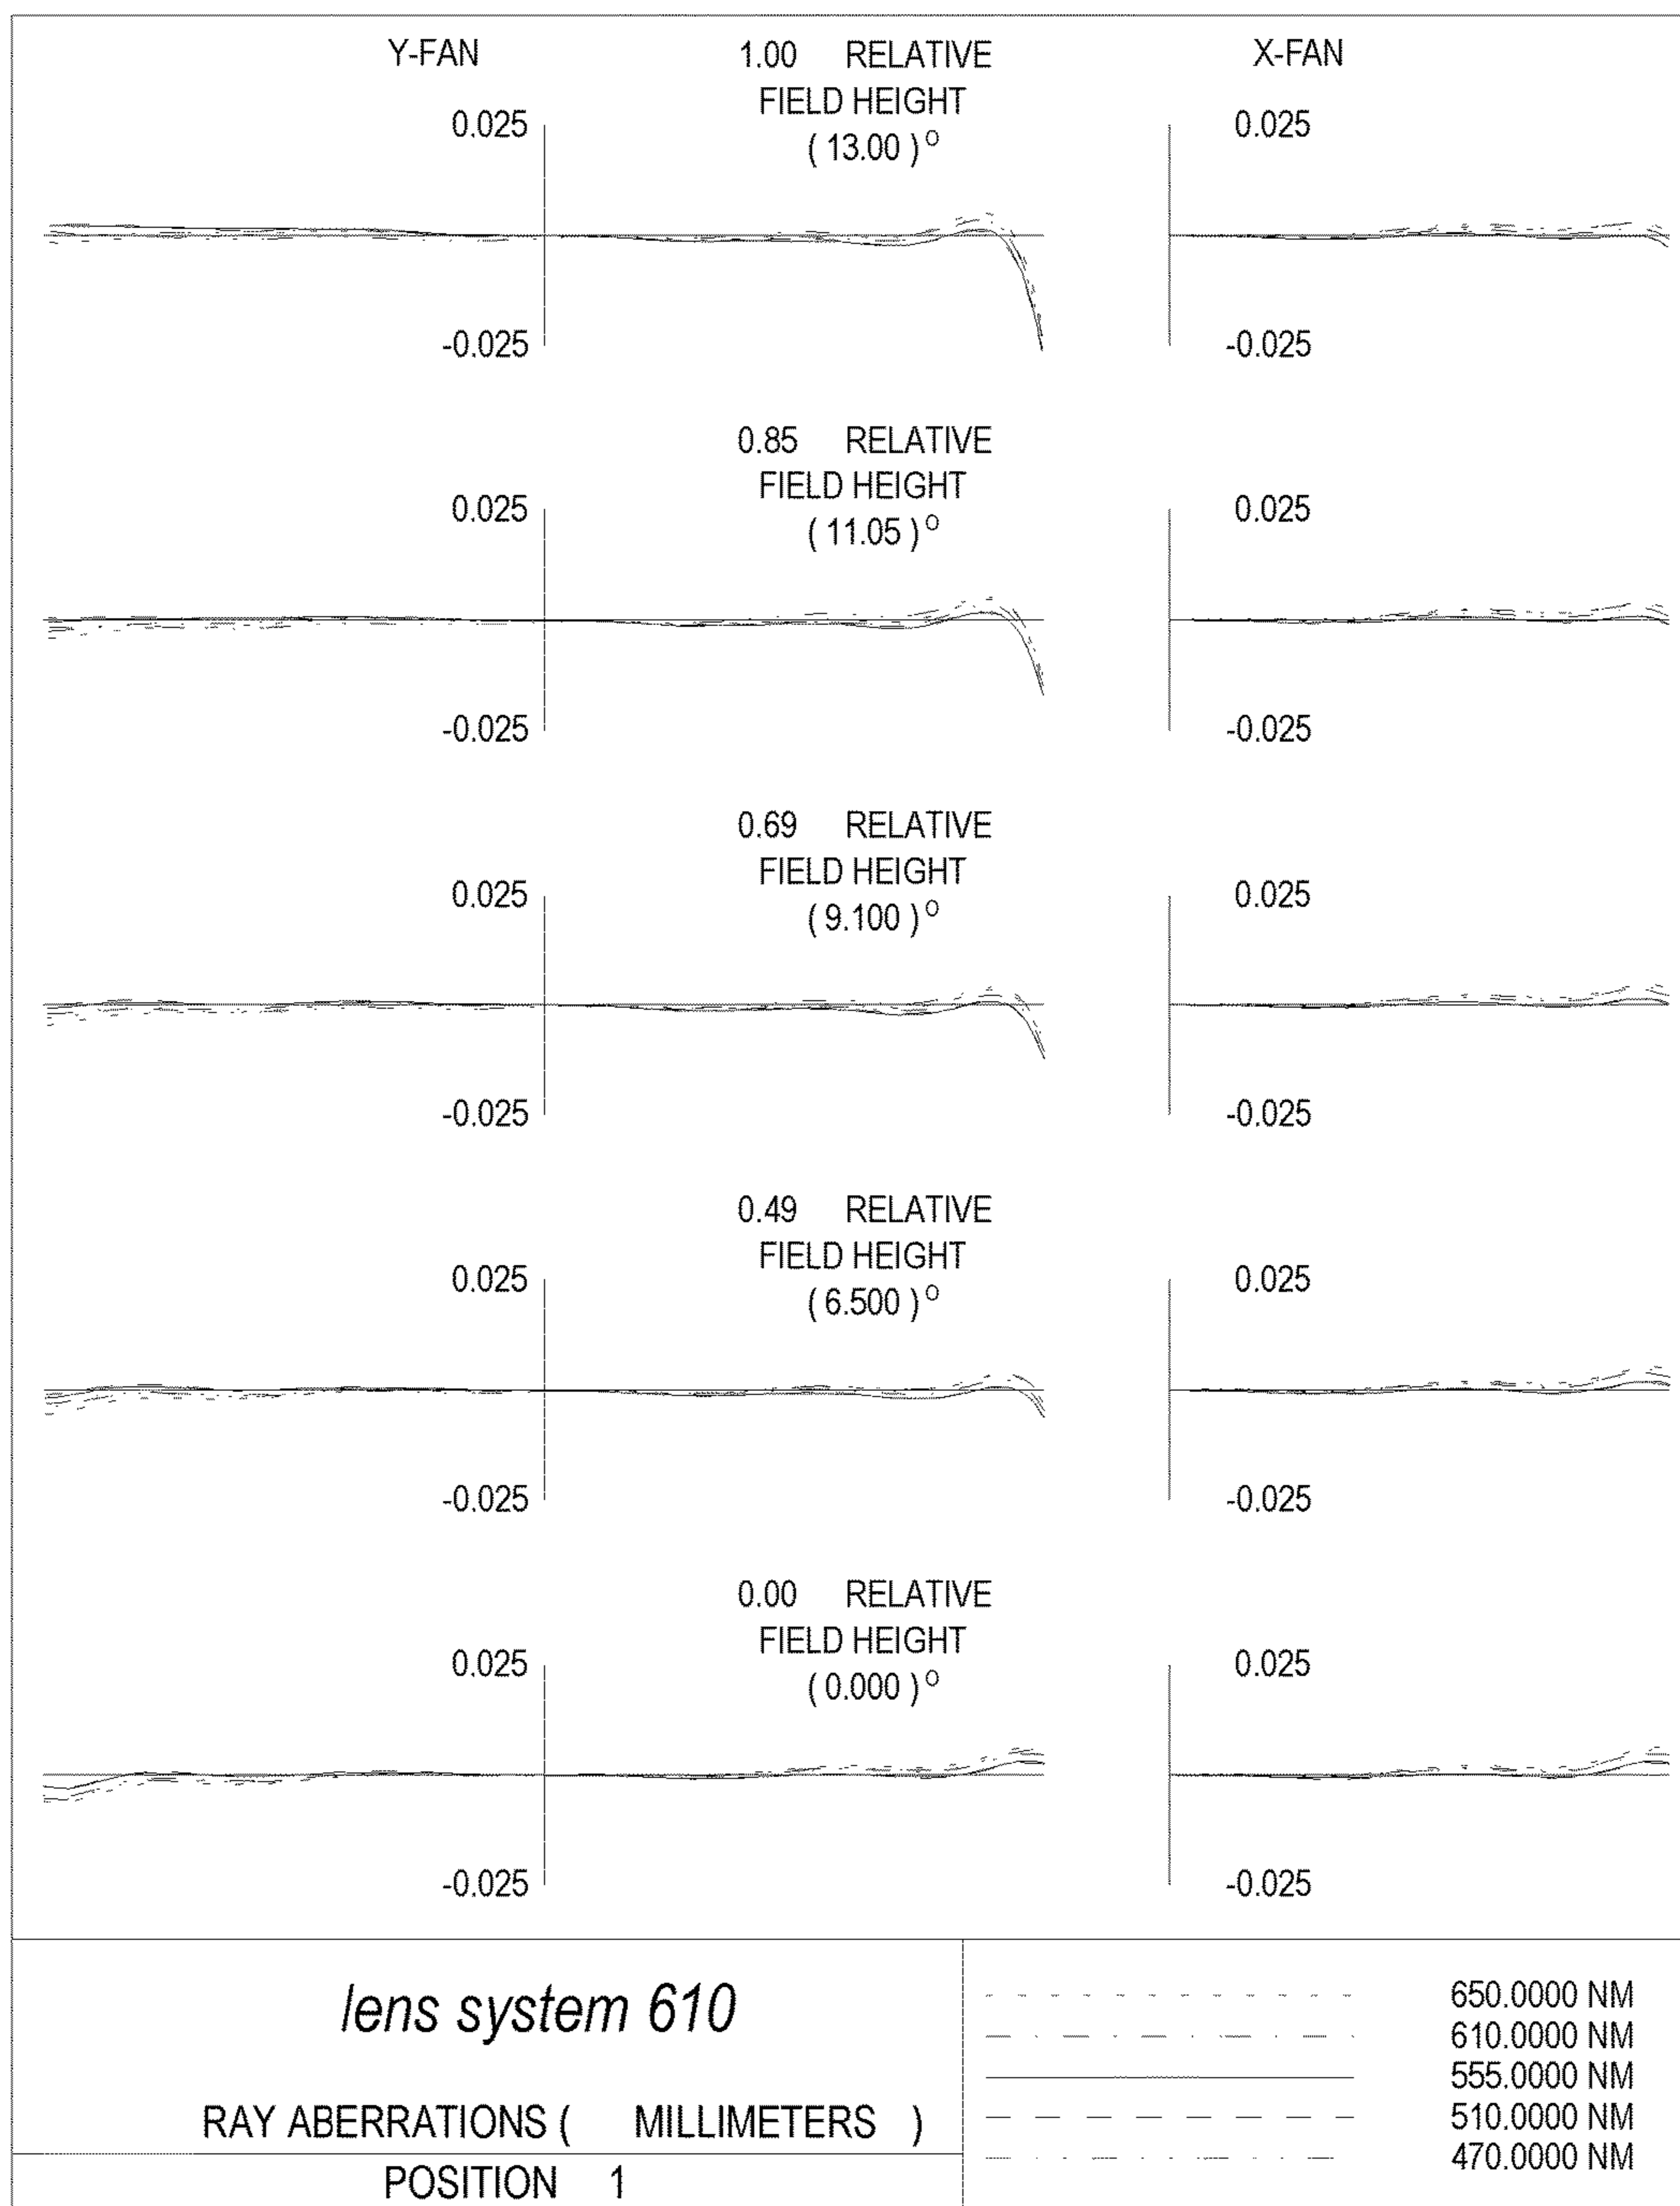 Y-FAN 1.00 RELATIVE X-FAN
FIELD HEIGHT
0.025 ( 13.00 )° 0.025
-0.025 -0.025
0.85 RELATIVE
FIELD HEIGHT
0.025 ( 11.05 )° 0.025
-0.025 -0.025
0.69 RELATIVE
FIELD HEIGHT
0.025 ( 9.100 )° 0.025
-0.025 -0.025
0.49 RELATIVE
FIELD HEIGHT
0.025 ( 6.500 )° 0.025
-0.025 -0.025
0.00 RELATIVE
FIELD HEIGHT
0.025 ( 0.000 )° 0.025
-0.025 -0.025
lens system 610
RAY ABERRATIONS ( MILLIMETERS )
POSITION 1
650.0000 NM
610.0000 NM
555.0000 NM
510.0000 NM
470.0000 NM